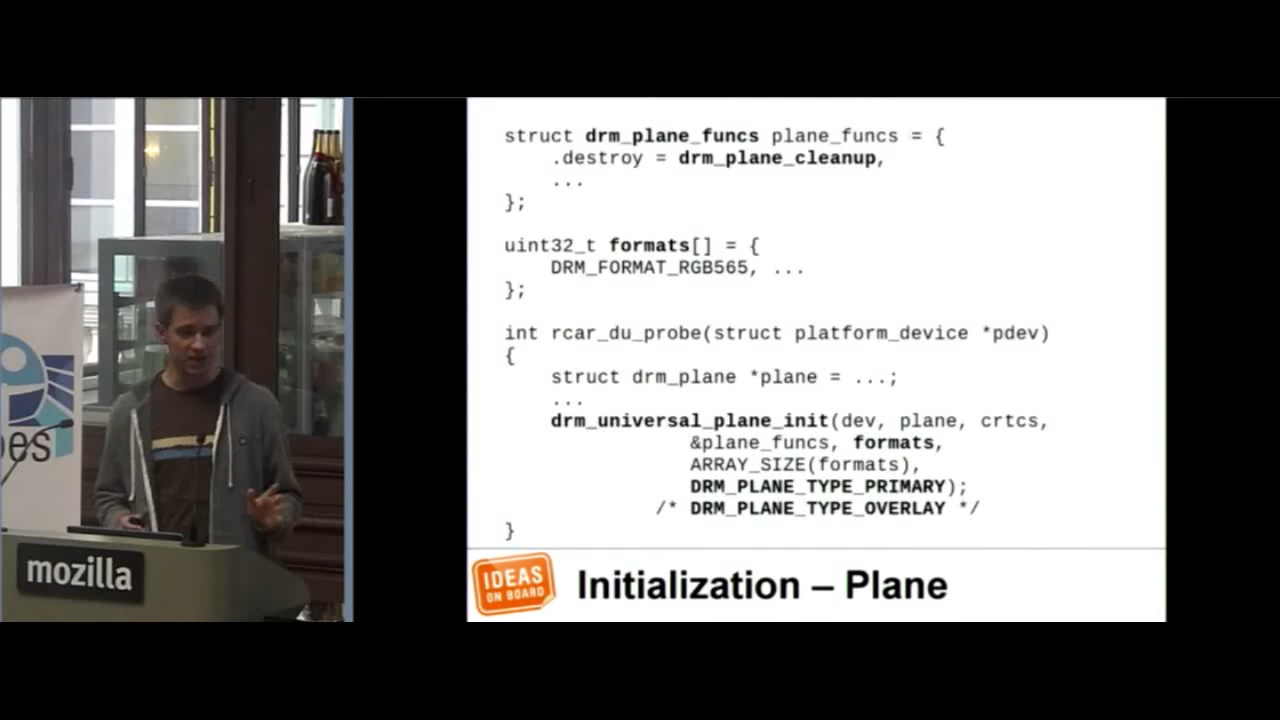 struct drm_plane_funcs plane_funcs = {
.destroy = drm_plane_cleanup,
...
};
uint32_t formats[] = {
DRM_FORMAT_RGB565, ...
};
int rcar_du_probe(struct platform_device *pdev)
{
struct drm_plane *plane = ...;
...
drm_universal_plane_init(dev, plane, crtcs,
&plane_funcs, formats,
ARRAY_SIZE(formats),
DRM_PLANE_TYPE_PRIMARY);
/* DRM_PLANE_TYPE_OVERLAY */
}
IDEAS
ON BOARD
Initialization – Plane
mozilla